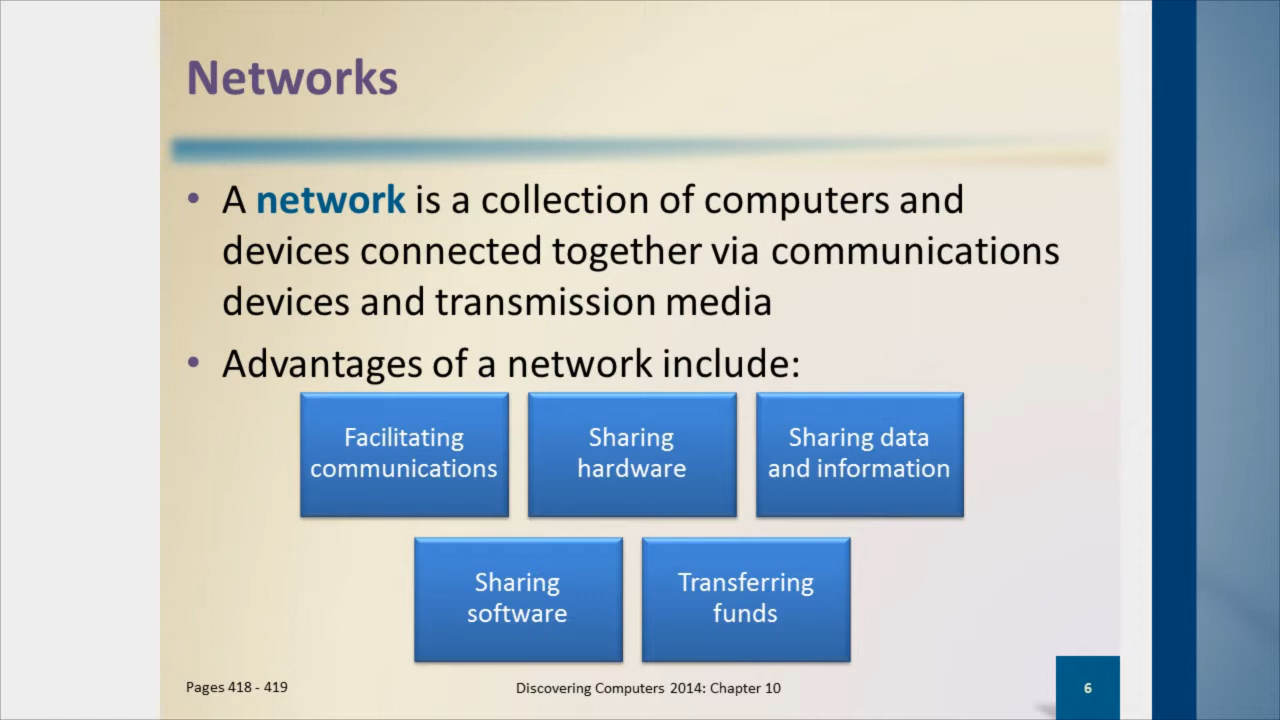 Networks
• A network is a collection of computers and
devices connected together via communications
devices and transmission media
• Advantages of a network include:
Facilitating
communications
Sharing
hardware
Sharing data
and information
Sharing
software
Transferring
funds
Pages 418 - 419
Discovering Computers 2014: Chapter 10
6